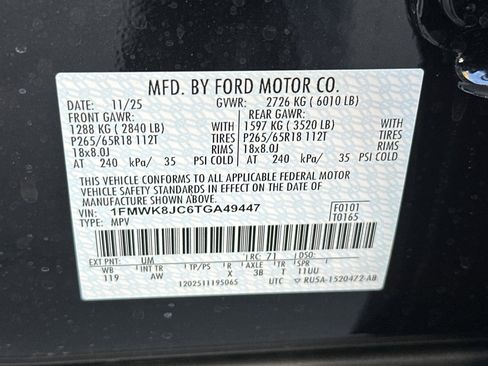 MFD. BY FORD MOTOR CO.
DATE: 11/25 GVWR: 2726 KG ( 6010 LB)
FRONT GAWR: REAR GAWR:
1288 KG ( 2840 LB) 1597 KG ( 3520 LB)
P265/65R18 112T TIRES P265/65R18 112T TIRES
18x8.0J RIMS 18x8.0J RIMS
AT 240 kPa/ 35 PSI COLD AT 240 kPa/ 35 PSI COLD
THIS VEHICLE CONFORMS TO ALL APPLICABLE FEDERAL MOTOR
VEHICLE SAFETY AND THEFT PREVENTION STANDARDS IN EFFECT ON THE DATE OF
MANUFACTURE SHOWN ABOVE.
VIN: 1FMWK8JC6TGA49447 F0101
TYPE: MPV T0165
EXT PNT: UM RC: 71 DSO:
WB INT TR TP/PS R AXLE TR SPR
119 AW X 3B T 11UU
1202511195065 UTC RU5A-1520472-AB